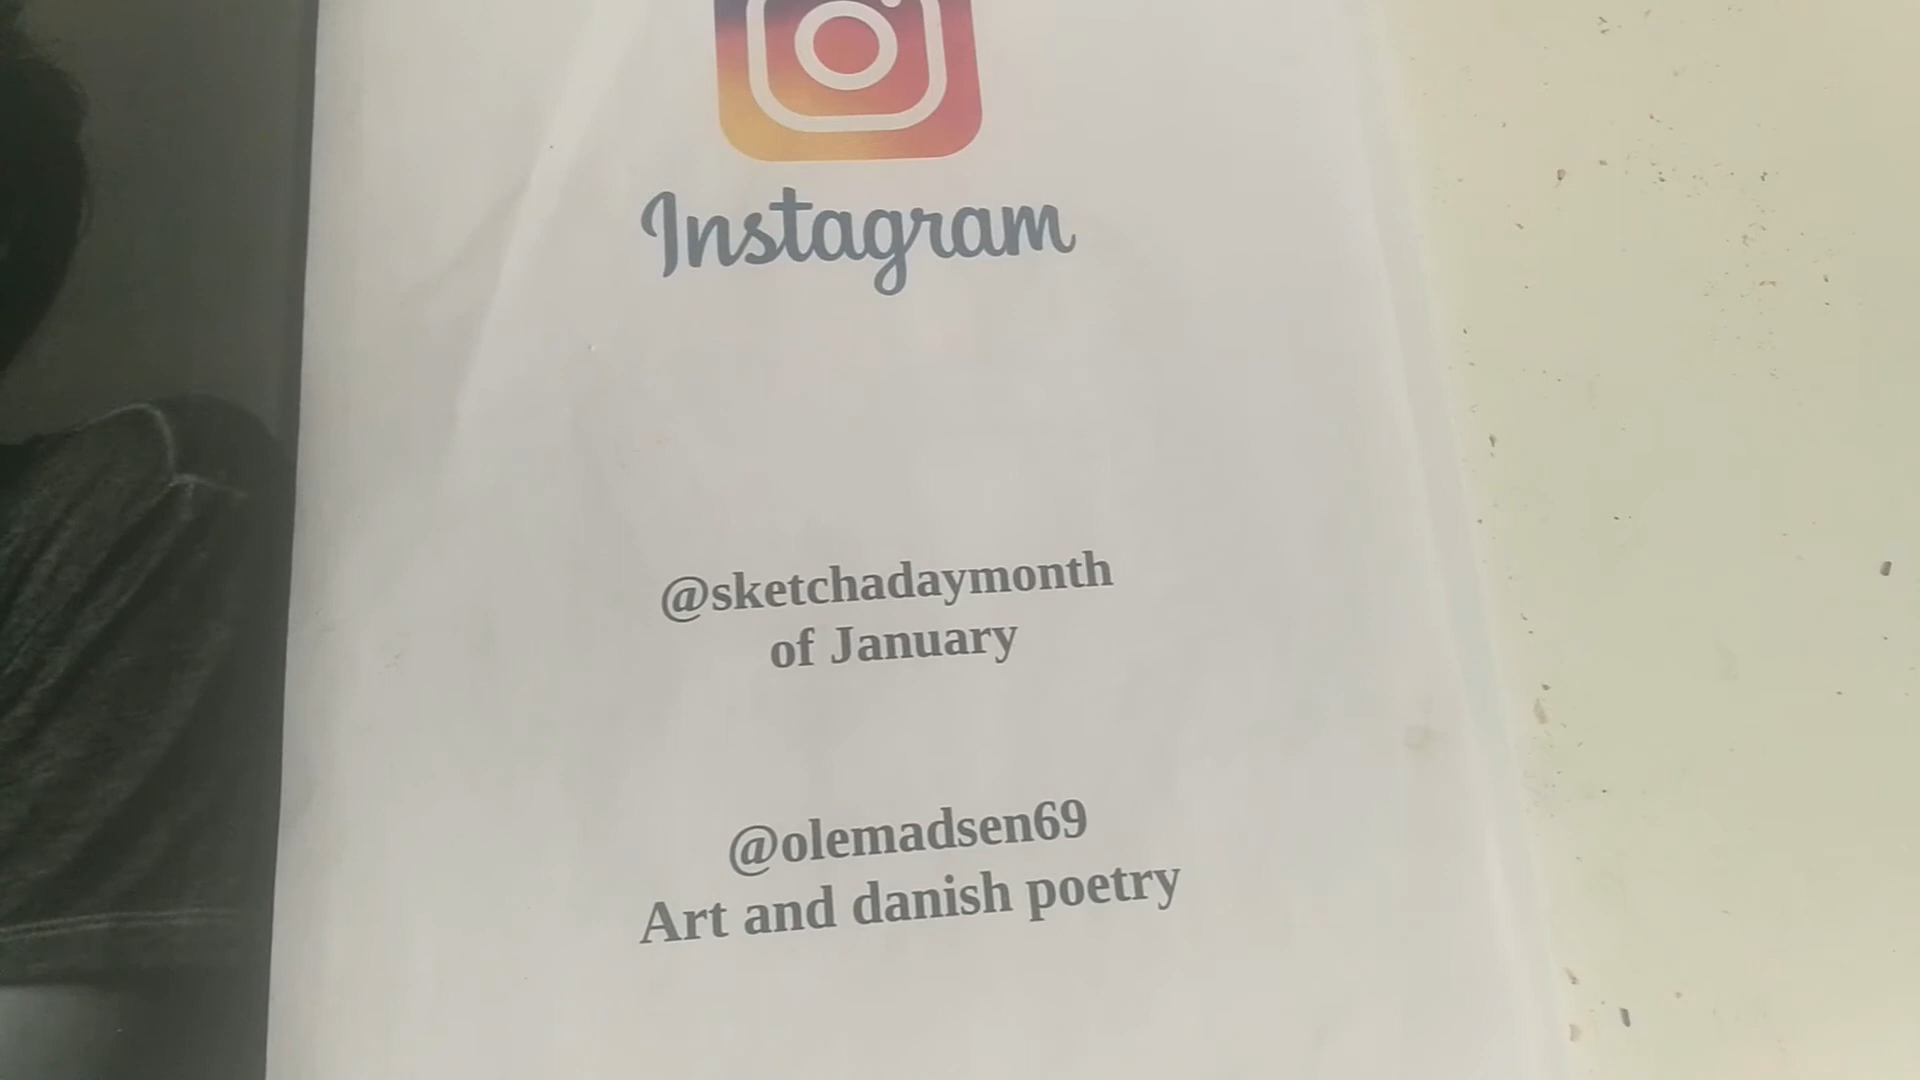 Instagram
@sketchadaymonth
of January
@olemadsen69
Art and danish poetry